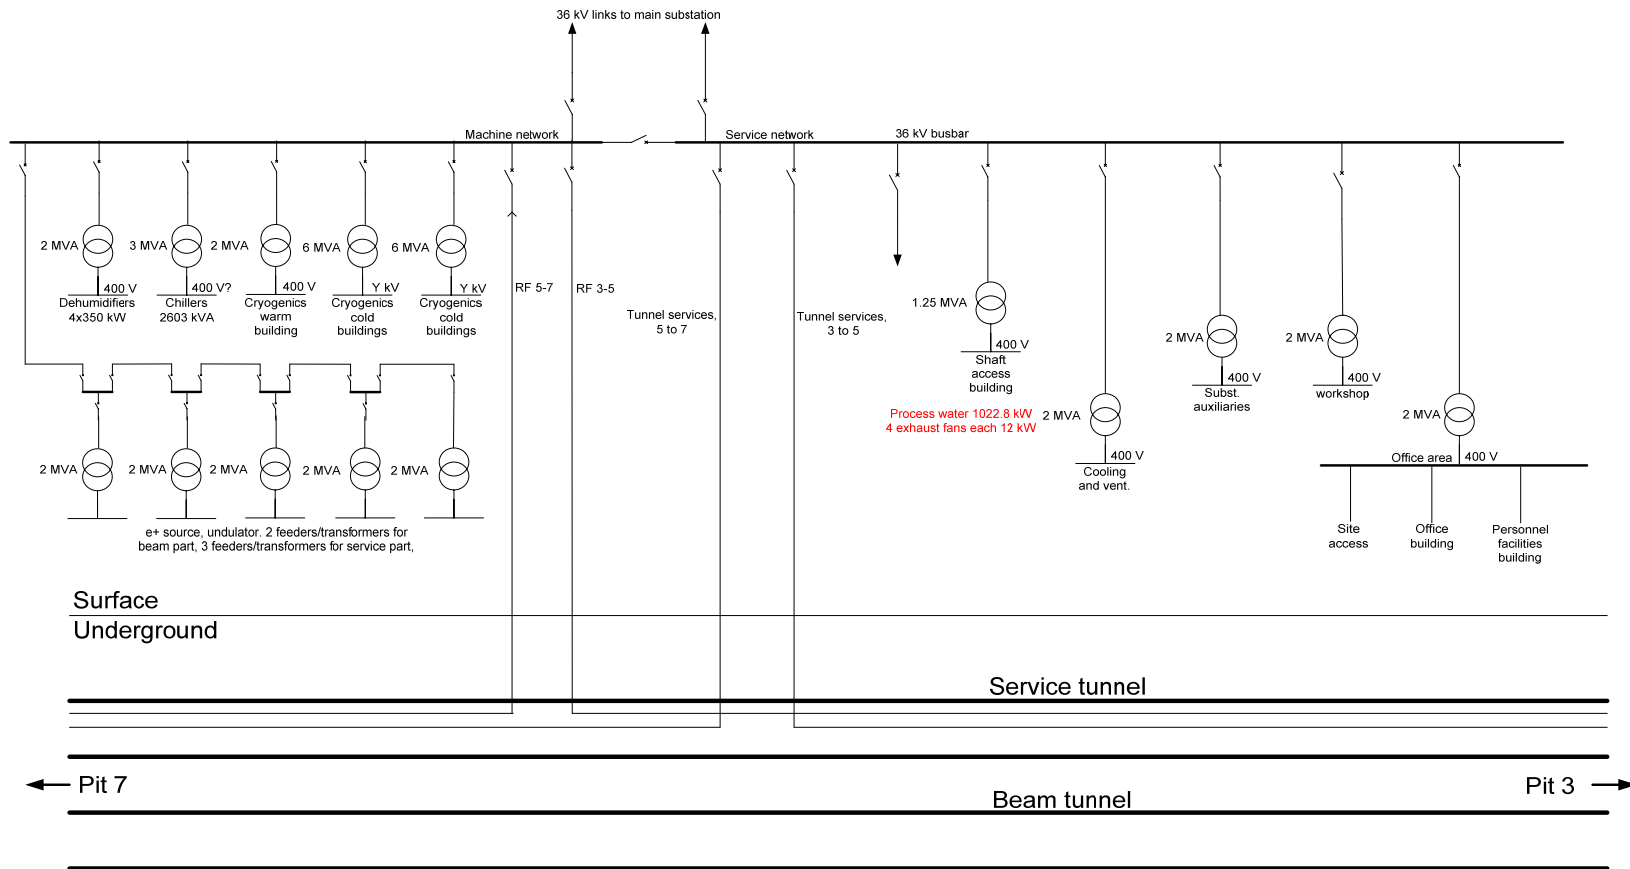 36 kV links to main substation
Machine network
Service network
36 kV busbar
2 MVA
3 MVA
2 MVA
6 MVA
6 MVA
400 V
400 V?
400 V
Y kV
Y kV
Dehumidifiers
4x350 kW
Chillers
2603 kVA
Cryogenics
warm
building
Cryogenics
cold
buildings
Cryogenics
cold
buildings
RF 5-7
RF 3-5
Tunnel services,
5 to 7
Tunnel services,
3 to 5
1.25 MVA
400 V
Shaft
access
building
Process water 1022.8 kW
4 exhaust fans each 12 kW
2 MVA
400 V
Cooling
and vent.
2 MVA
400 V
Subst.
auxiliaries
2 MVA
400 V
workshop
2 MVA
Office area
400 V
Site
access
Office
building
Personnel
facilities
building
2 MVA
2 MVA
2 MVA
2 MVA
2 MVA
e+ source, undulator. 2 feeders/transformers for
beam part, 3 feeders/transformers for service part,
Surface
Underground
Service tunnel
Pit 7
Pit 3
Beam tunnel